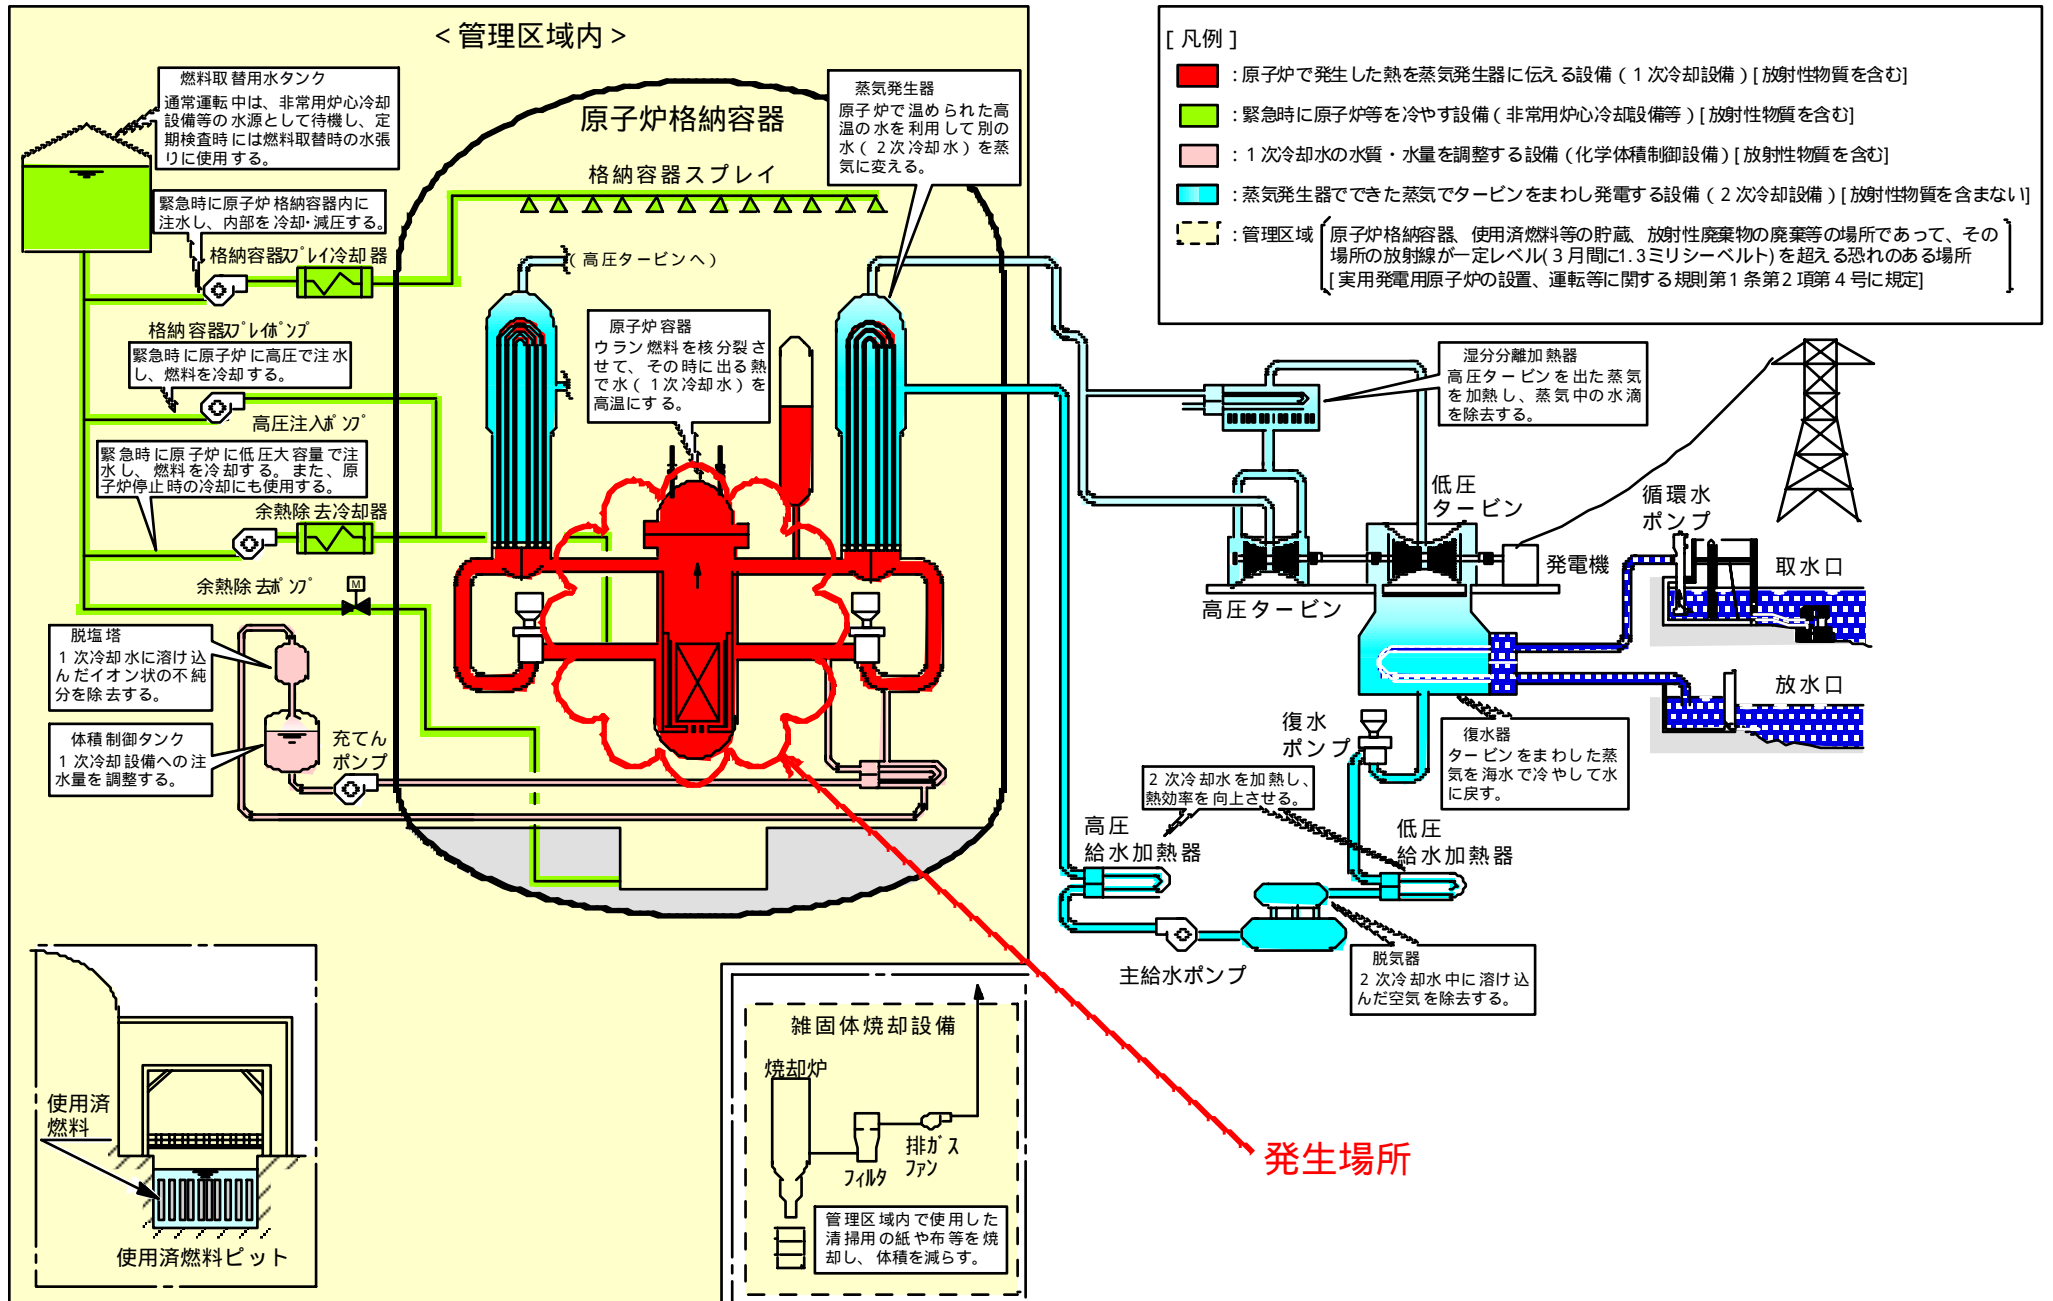 ＜管理区域内＞
燃料取替用水タンク
通常運転中は、非常用炉心冷却
設備等の水源として待機し、定
期検査時には燃料取替時の水張
りに使用する。
緊急時に原子炉格納容器内に
注水し、内部を冷却・減圧する。
格納容器ｽﾌﾟﾚｲ冷却器
格納容器ｽﾌﾟﾚｲﾎﾟﾝﾌﾟ
緊急時に原子炉に高圧で注水
し、燃料を冷却する。
高圧注入ﾎﾟﾝﾌﾟ
緊急時に原子炉に低圧大容量で注
水し、燃料を冷却する。また、原
子炉停止時の冷却にも使用する。
余熱除去冷却器
余熱除去ﾎﾟﾝﾌﾟ
M
脱塩塔
１次冷却水に溶け込
んだイオン状の不純
分を除去する。
体積制御タンク
１次冷却設備への注
水量を調整する。
充てん
ポンプ
原子炉格納容器
格納容器スプレイ
蒸気発生器
原子炉で温められた高
温の水を利用して別の
水（２次冷却水）を蒸
気に変える。
（高圧タービンへ）
原子炉容器
ウラン燃料を核分裂さ
せて、その時に出る熱
で水（１次冷却水）を
高温にする。
[凡例]
：原子炉で発生した熱を蒸気発生器に伝える設備（１次冷却設備）[放射性物質を含む]
：緊急時に原子炉等を冷やす設備（非常用炉心冷却設備等）[放射性物質を含む]
：１次冷却水の水質・水量を調整する設備（化学体積制御設備）[放射性物質を含む]
：蒸気発生器でできた蒸気でタービンをまわし発電する設備（２次冷却設備）[放射性物質を含まない]
：管理区域
原子炉格納容器、使用済燃料等の貯蔵、放射性廃棄物の廃棄等の場所であって、その
場所の放射線が一定レベル(３月間に1.3ミリシーベルト)を超える恐れのある場所
[実用発電用原子炉の設置、運転等に関する規則第１条第２項第４号に規定]
湿分分離加熱器
高圧タービンを出た蒸気
を加熱し、蒸気中の水滴
を除去する。
低圧
タービン
高圧タービン
発電機
循環水
ポンプ
取水口
放水口
復水
ポンプ
復水器
タービンをまわした蒸
気を海水で冷やして水
に戻す。
２次冷却水を加熱し、
熱効率を向上させる。
高圧
給水加熱器
低圧
給水加熱器
主給水ポンプ
脱気器
２次冷却水中に溶け込
んだ空気を除去する。
発生場所
使用済
燃料
使用済燃料ピット
雑固体焼却設備
焼却炉
ﾌｨﾙﾀ
排ｶﾞｽ
ﾌｧﾝ
管理区域内で使用した
清掃用の紙や布等を焼
却し、体積を減らす。